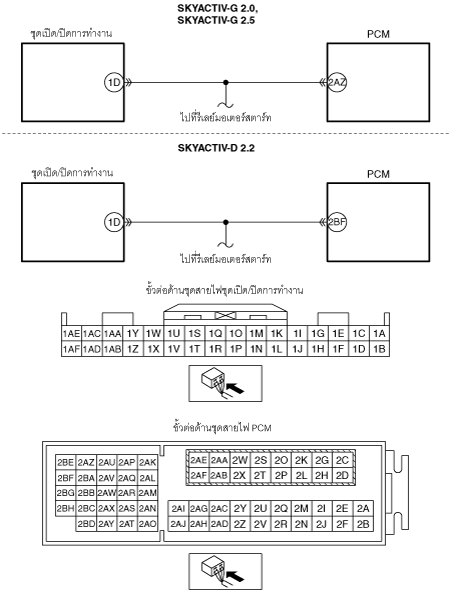 SKYACTIV-G 2.0,
SKYACTIV-G 2.5
ชุดเปิด/ปิดการทำงาน PCM
1D 2AZ
ไปที่รีเลย์มอเตอร์สตาร์ท
SKYACTIV-D 2.2
ชุดเปิด/ปิดการทำงาน PCM
1D 2BF
ไปที่รีเลย์มอเตอร์สตาร์ท
ขั้วต่อด้านชุดสายไฟชุดเปิด/ปิดการทำงาน
1AE 1AC 1AA 1Y 1W 1U 1S 1Q 1O 1M 1K 1I 1G 1E 1C 1A
1AF 1AD 1AB 1Z 1X 1V 1T 1R 1P 1N 1L 1J 1H 1F 1D 1B
ขั้วต่อด้านชุดสายไฟ PCM
2BE 2AZ 2AU 2AP 2AK 2AE 2AA 2W 2S 2O 2K 2G 2C
2BF 2BA 2AV 2AQ 2AL 2AF 2AB 2X 2T 2P 2L 2H 2D
2BG 2BB 2AW 2AR 2AM
2BH 2BC 2AX 2AS 2AN 2AI 2AG 2AC 2Y 2U 2Q 2M 2I 2E 2A
2BD 2AY 2AT 2AO 2AJ 2AH 2AD 2Z 2V 2R 2N 2J 2F 2B